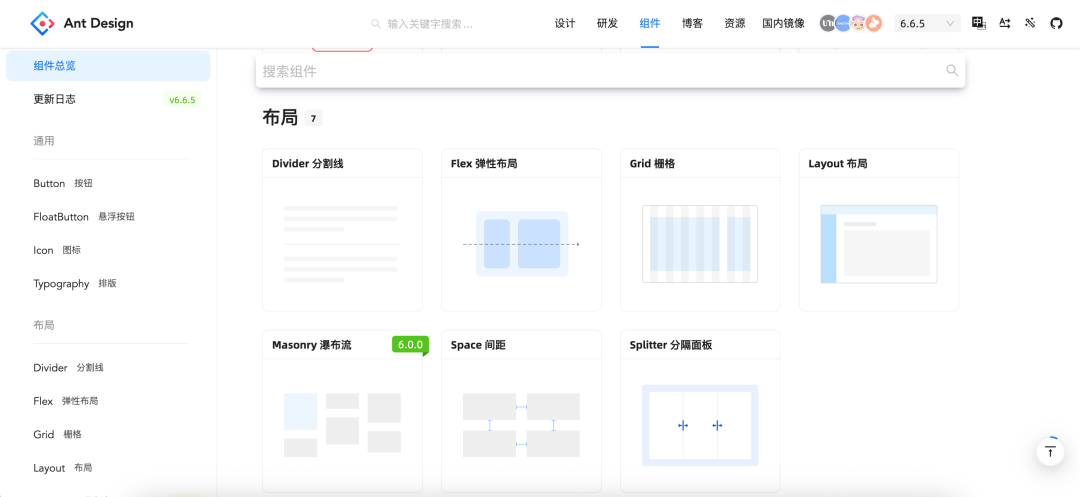 Ant Design
输入关键字搜索...
设计 研发 组件 博客 资源 国内镜像
6.6.5
组件总览
更新日志 v6.6.5
通用
Button 按钮
FloatButton 悬浮按钮
Icon 图标
Typography 排版
布局
Divider 分割线
Flex 弹性布局
Grid 栅格
Layout 布局
搜索组件
布局 7
Divider 分割线
Flex 弹性布局
Grid 栅格
Layout 布局
Masonry 瀑布流 6.0.0
Space 间距
Splitter 分隔面板